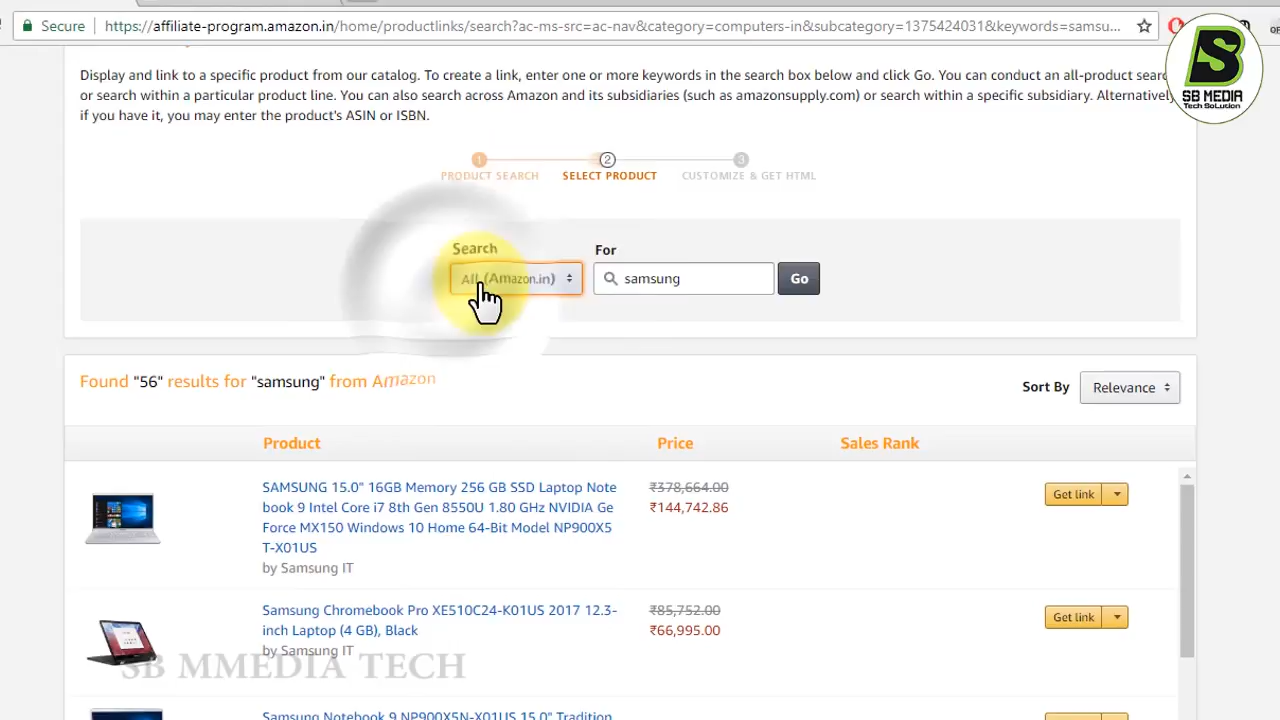 Secure
https://affiliate-program.amazon.in/home/productlinks/search?ac-ms-src=ac-nav&category=computers-in&subcategory=1375424031&keywords=samsu...
SB MEDIA
Tech SoLution
Display and link to a specific product from our catalog. To create a link, enter one or more keywords in the search box below and click Go. You can conduct an all-product searc
or search within a particular product line. You can also search across Amazon and its subsidiaries (such as amazonsupply.com) or search within a specific subsidiary. Alternatively
if you have it, you may enter the product's ASIN or ISBN.
1 2 3
PRODUCT SEARCH SELECT PRODUCT CUSTOMIZE & GET HTML
Search For
All (Amazon.in) samsung Go
Found "56" results for "samsung" from Amazon
Sort By Relevance
Product Price Sales Rank
SAMSUNG 15.0" 16GB Memory 256 GB SSD Laptop Note ₹378,664.00 Get link
book 9 Intel Core i7 8th Gen 8550U 1.80 GHz NVIDIA Ge ₹144,742.86
Force MX150 Windows 10 Home 64-Bit Model NP900X5
T-X01US
by Samsung IT
Samsung Chromebook Pro XE510C24-K01US 2017 12.3- ₹85,752.00 Get link
inch Laptop (4 GB), Black ₹66,995.00
by Samsung IT
SB MMEDIA TECH
Samsung Notebook 9 NP900X5N-X01US 15.0" Tradition